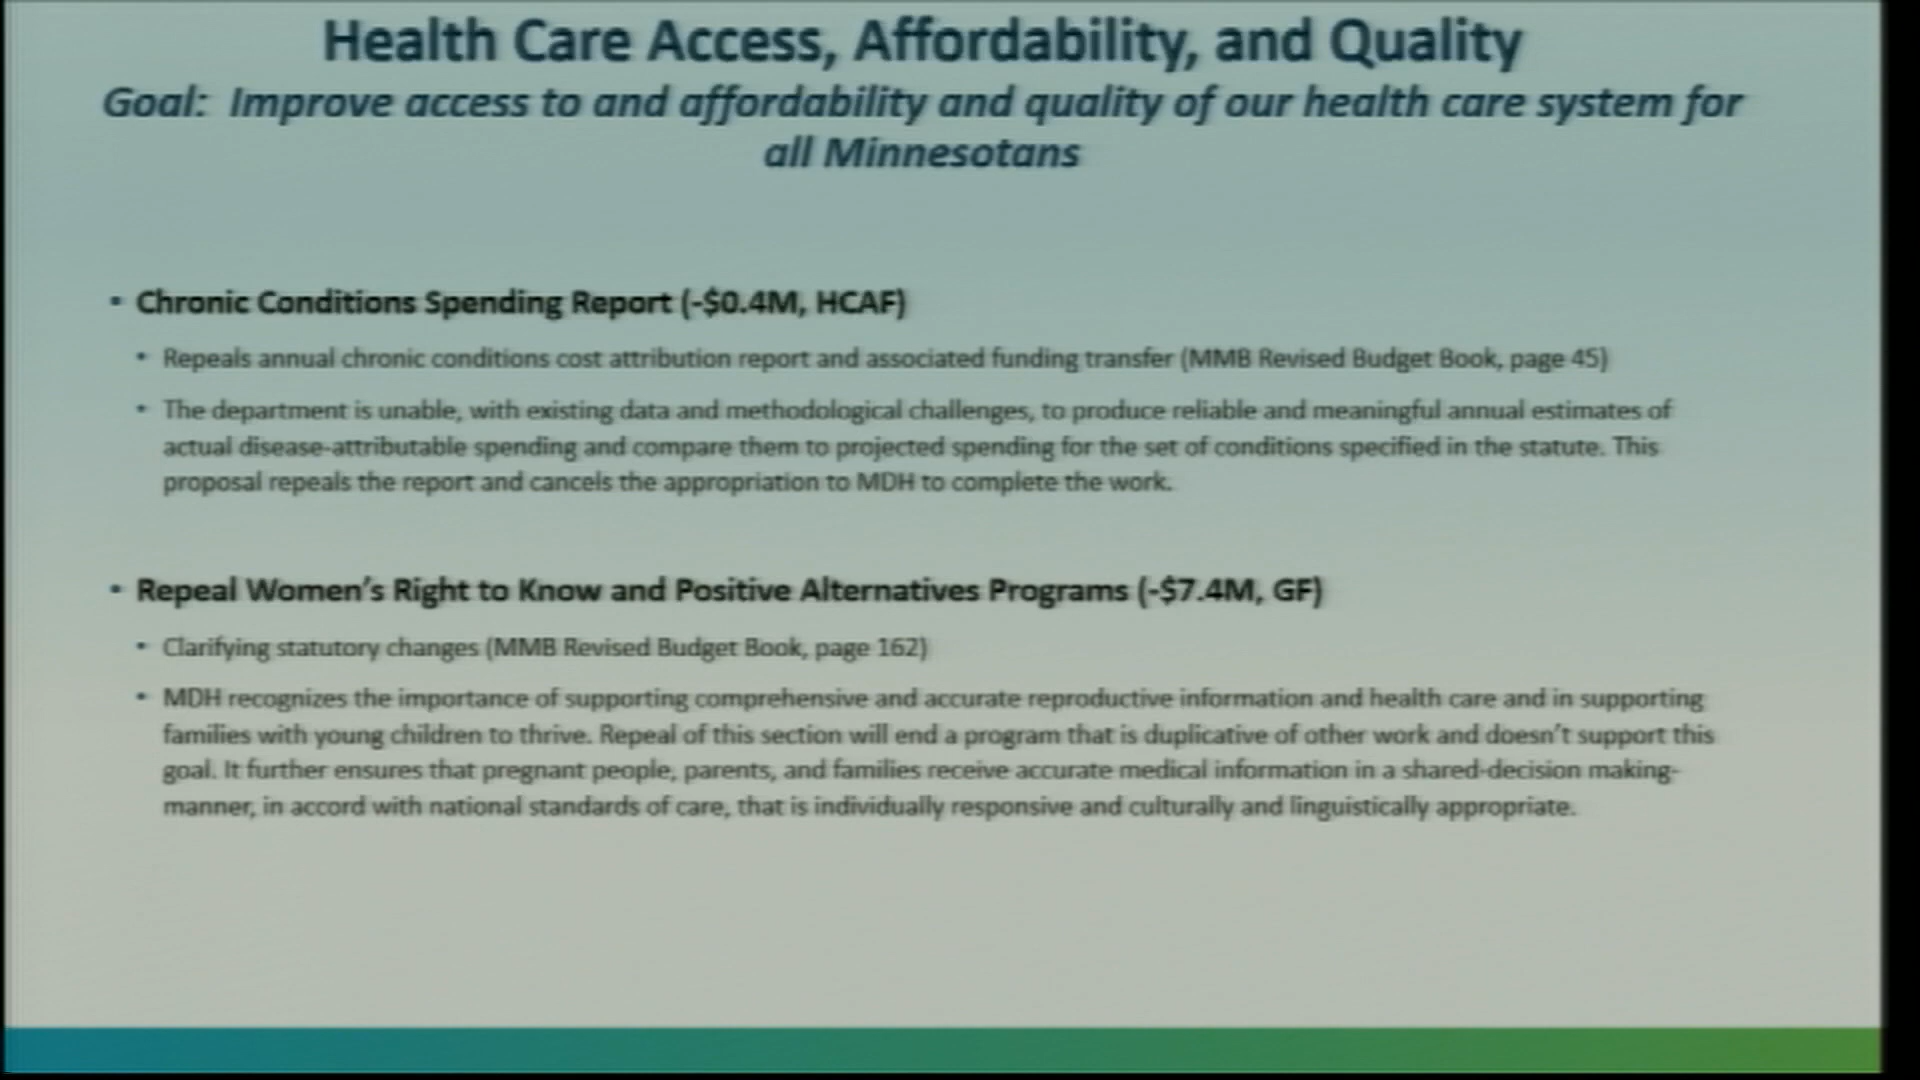 Health Care Access, Affordability, and Quality
Goal: Improve access to and affordability and quality of our health care system for
all Minnesotans
• Chronic Conditions Spending Report (-$0.4M, HCAF)
• Repeals annual chronic conditions cost attribution report and associated funding transfer (MMB Revised Budget Book, page 45)
• The department is unable, with existing data and methodological challenges, to produce reliable and meaningful annual estimates of
actual disease-attributable spending and compare them to projected spending for the set of conditions specified in the statute. This
proposal repeals the report and cancels the appropriation to MDH to complete the work.
• Repeal Women's Right to Know and Positive Alternatives Programs (-$7.4M, GF)
• Clarifying statutory changes (MMB Revised Budget Book, page 162)
• MDH recognizes the importance of supporting comprehensive and accurate reproductive information and health care and in supporting
families with young children to thrive. Repeal of this section will end a program that is duplicative of other work and doesn't support this
goal. It further ensures that pregnant people, parents, and families receive accurate medical information in a shared-decision making-
manner, in accord with national standards of care, that is individually responsive and culturally and linguistically appropriate.